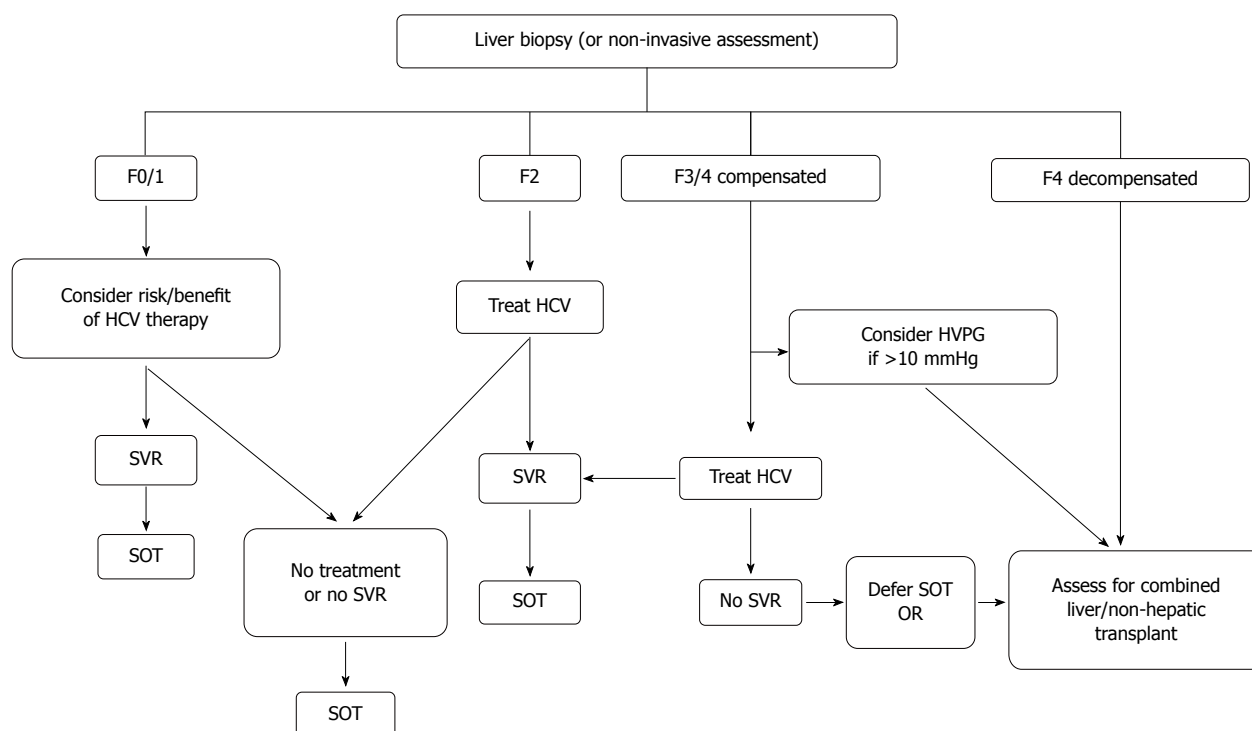 Liver biopsy (or non-invasive assessment)
F0/1
F2
F3/4 compensated
F4 decompensated
Consider risk/benefit
of HCV therapy
Treat HCV
Consider HVPG
if >10 mmHg
SVR
SVR
Treat HCV
SOT
No treatment
or no SVR
SOT
No SVR
Defer SOT
OR
Assess for combined
liver/non-hepatic
transplant
SOT